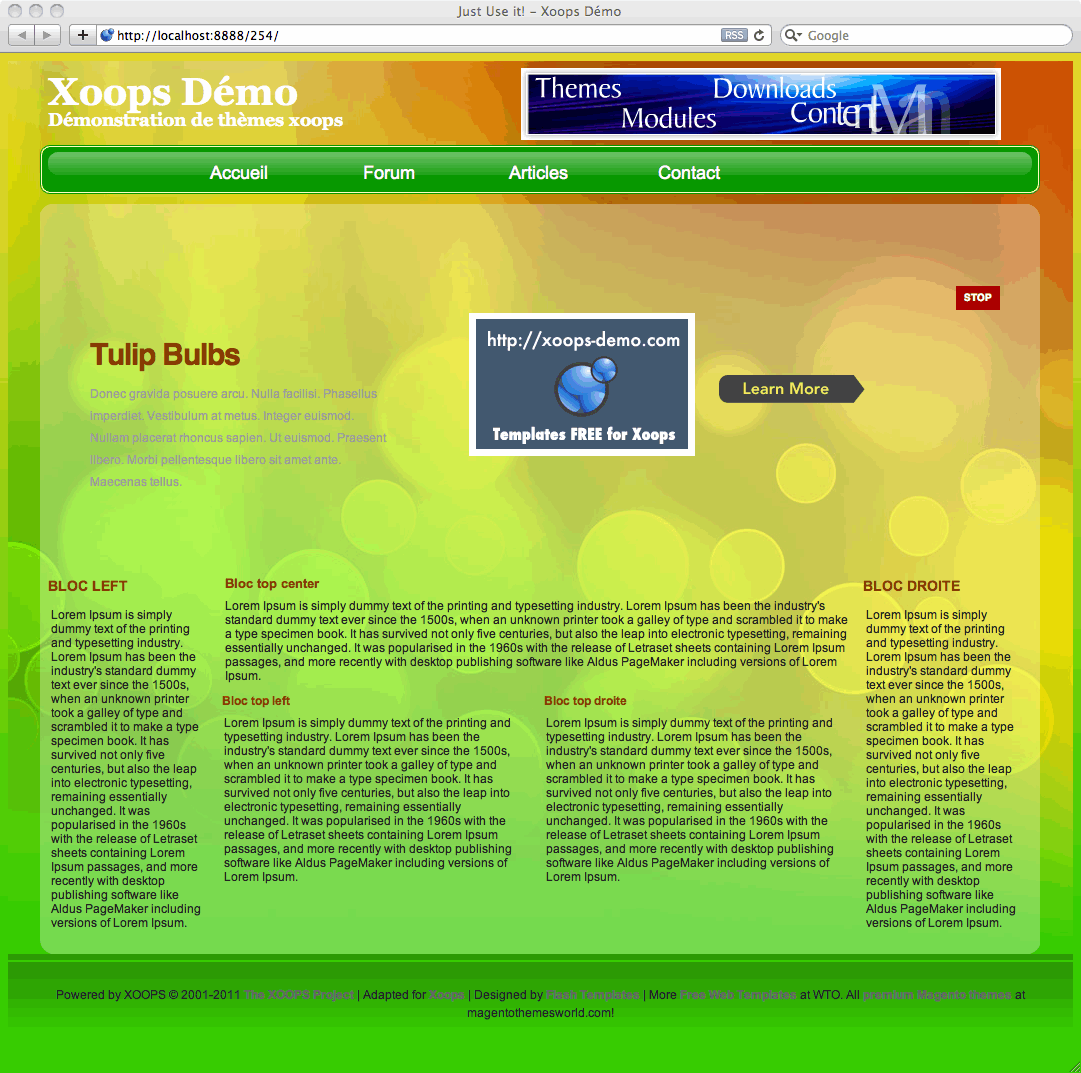 Just Use it! – Xoops Démo
http://localhost:8888/254/
RSS
Google
Xoops Démo
Démonstration de thèmes xoops
Themes
Downloads
Modules
Content
Accueil
Forum
Articles
Contact
STOP
Tulip Bulbs
Donec gravida posuere arcu. Nulla facilisi. Phasellus
imperdiet. Vestibulum at metus. Integer euismod.
Nullam placerat rhoncus sapien. Ut euismod. Praesent
libero. Morbi pellentesque libero sit amet ante.
Maecenas tellus.
http://xoops-demo.com
Templates FREE for Xoops
Learn More
BLOC LEFT
Lorem Ipsum is simply
dummy text of the printing
and typesetting industry.
Lorem Ipsum has been the
industry's standard dummy
text ever since the 1500s,
when an unknown printer
took a galley of type and
scrambled it to make a type
specimen book. It has
survived not only five
centuries, but also the leap
into electronic typesetting,
remaining essentially
unchanged. It was
popularised in the 1960s
with the release of Letraset
sheets containing Lorem
Ipsum passages, and more
recently with desktop
publishing software like
Aldus PageMaker including
versions of Lorem Ipsum.
Bloc top center
Lorem Ipsum is simply dummy text of the printing and typesetting industry. Lorem Ipsum has been the industry's
standard dummy text ever since the 1500s, when an unknown printer took a galley of type and scrambled it to make
a type specimen book. It has survived not only five centuries, but also the leap into electronic typesetting, remaining
essentially unchanged. It was popularised in the 1960s with the release of Letraset sheets containing Lorem Ipsum
passages, and more recently with desktop publishing software like Aldus PageMaker including versions of Lorem
Ipsum.
Bloc top left
Lorem Ipsum is simply dummy text of the printing and
typesetting industry. Lorem Ipsum has been the
industry's standard dummy text ever since the 1500s,
when an unknown printer took a galley of type and
scrambled it to make a type specimen book. It has
survived not only five centuries, but also the leap into
electronic typesetting, remaining essentially
unchanged. It was popularised in the 1960s with the
release of Letraset sheets containing Lorem Ipsum
passages, and more recently with desktop publishing
software like Aldus PageMaker including versions of
Lorem Ipsum.
Bloc top droite
Lorem Ipsum is simply dummy text of the printing and
typesetting industry. Lorem Ipsum has been the
industry's standard dummy text ever since the 1500s,
when an unknown printer took a galley of type and
scrambled it to make a type specimen book. It has
survived not only five centuries, but also the leap into
electronic typesetting, remaining essentially
unchanged. It was popularised in the 1960s with the
release of Letraset sheets containing Lorem Ipsum
passages, and more recently with desktop publishing
software like Aldus PageMaker including versions of
Lorem Ipsum.
BLOC DROITE
Lorem Ipsum is simply
dummy text of the printing
and typesetting industry.
Lorem Ipsum has been the
industry's standard dummy
text ever since the 1500s,
when an unknown printer
took a galley of type and
scrambled it to make a type
specimen book. It has
survived not only five
centuries, but also the leap
into electronic typesetting,
remaining essentially
unchanged. It was
popularised in the 1960s
with the release of Letraset
sheets containing Lorem
Ipsum passages, and more
recently with desktop
publishing software like
Aldus PageMaker including
versions of Lorem Ipsum.
Powered by XOOPS © 2001-2011 The XOOPS Project | Adapted for Xoops | Designed by Flash Templates | More Free Web Templates at WTO. All premium Magento themes at
magentothemesworld.com!